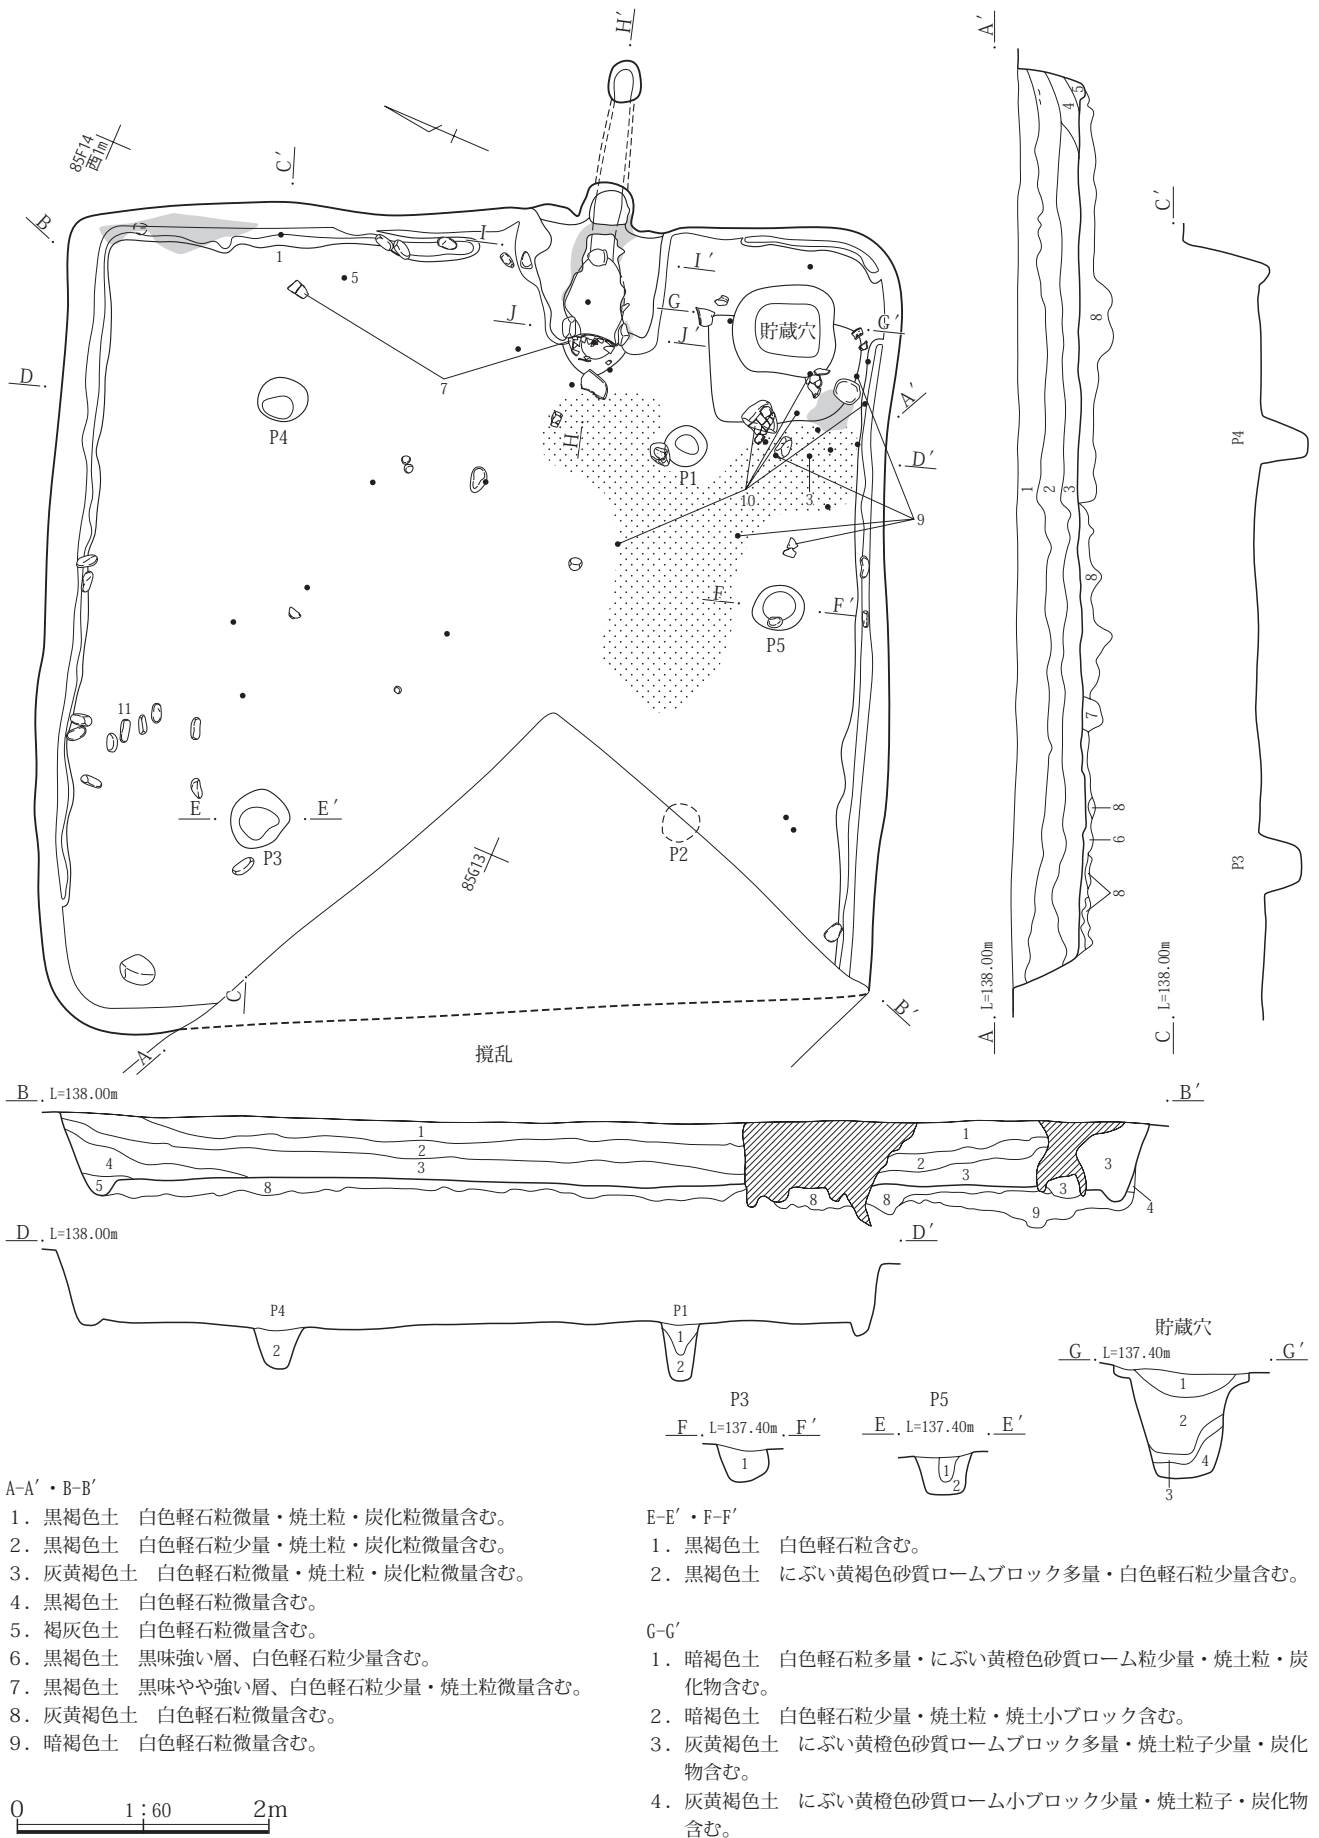 H′
A′
85F14
西1m
C′
B
1
I
5
I′
G
貯蔵穴
G′
J
J′
D
7
P4
A′
H
P1
D′
10
3
9
F
F′
P5
11
E
E′
P3
85G13
P2
C
B′
A
撹乱
A′
5
4
8
1
2
3
8
7
8
6
8
A L=138.00m
C′
P4
P3
C L=138.00m
B L=138.00m B′
1
2
3
4
5
8
8
8
1
2
3
3
3
9
4
D L=138.00m D′
P4
2
P1
1
2
P3
F L=137.40m F′
1
P5
E L=137.40m E′
1
2
貯蔵穴
G L=137.40m G′
1
2
4
3
A-A′・B-B′
1．黒褐色土　白色軽石粒微量・焼土粒・炭化粒微量含む。
2．黒褐色土　白色軽石粒少量・焼土粒・炭化粒微量含む。
3．灰黄褐色土　白色軽石粒微量・焼土粒・炭化粒微量含む。
4．黒褐色土　白色軽石粒微量含む。
5．褐灰色土　白色軽石粒微量含む。
6．黒褐色土　黒味強い層、白色軽石粒少量含む。
7．黒褐色土　黒味やや強い層、白色軽石粒少量・焼土粒微量含む。
8．灰黄褐色土　白色軽石粒微量含む。
9．暗褐色土　白色軽石粒微量含む。
0 1：60 2m
E-E′・F-F′
1．黒褐色土　白色軽石粒含む。
2．黒褐色土　にぶい黄褐色砂質ロームブロック多量・白色軽石粒少量含む。
G-G′
1．暗褐色土　白色軽石粒多量・にぶい黄橙色砂質ローム粒少量・焼土粒・炭
化物含む。
2．暗褐色土　白色軽石粒少量・焼土粒・焼土小ブロック含む。
3．灰黄褐色土　にぶい黄橙色砂質ロームブロック多量・焼土粒子少量・炭化
物含む。
4．灰黄褐色土　にぶい黄橙色砂質ローム小ブロック少量・焼土粒子・炭化物
含む。